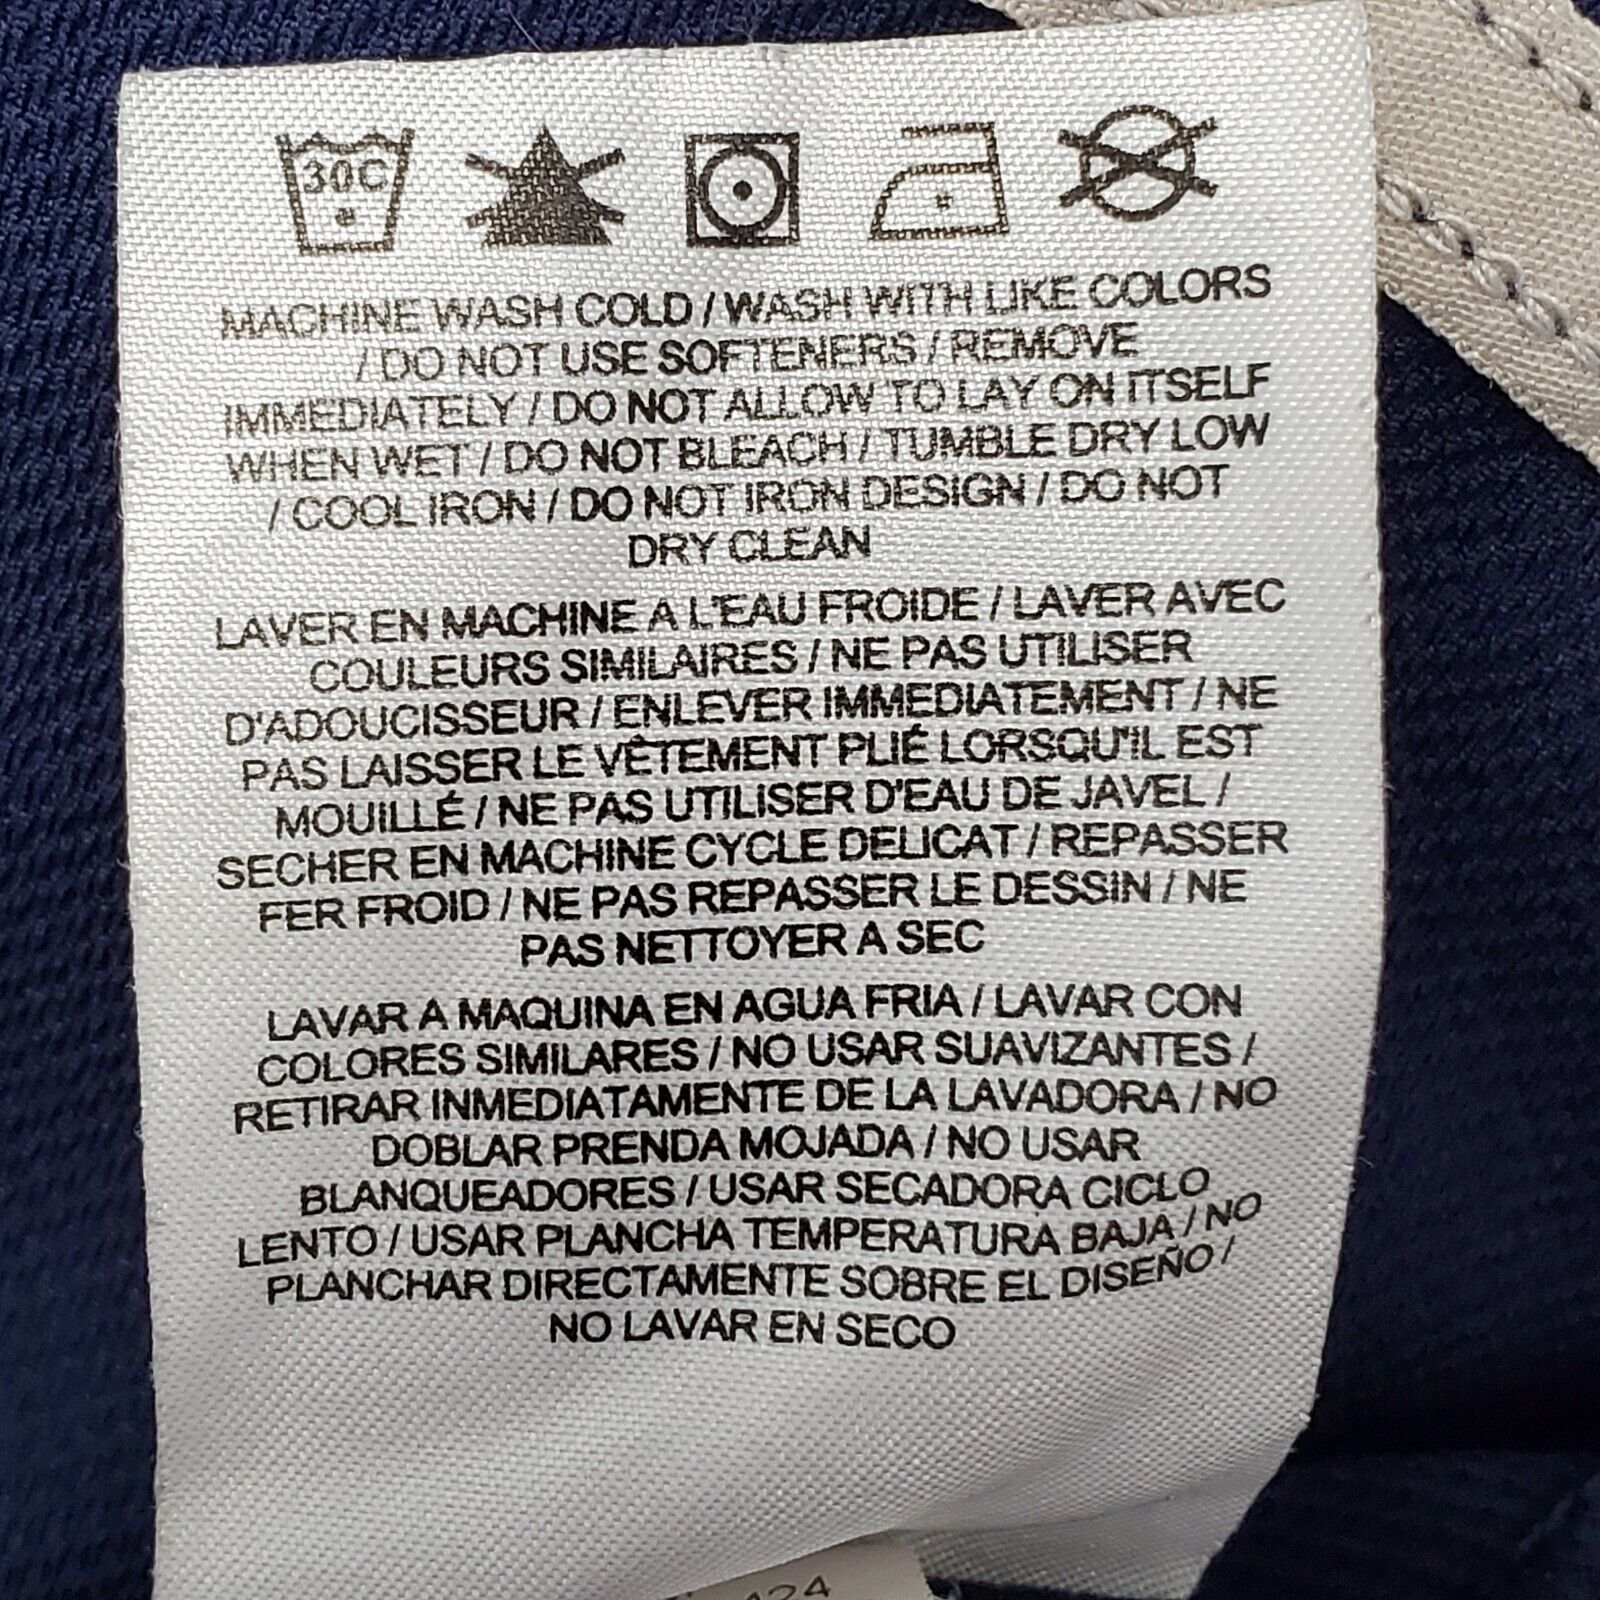 30C
MACHINE WASH COLD / WASH WITH LIKE COLORS
/ DO NOT USE SOFTENERS / REMOVE
IMMEDIATELY / DO NOT ALLOW TO LAY ON ITSELF
WHEN WET / DO NOT BLEACH / TUMBLE DRY LOW
/ COOL IRON / DO NOT IRON DESIGN / DO NOT
DRY CLEAN
LAVER EN MACHINE A L'EAU FROIDE / LAVER AVEC
COULEURS SIMILAIRES / NE PAS UTILISER
D'ADOUCISSEUR / ENLEVER IMMEDIATEMENT / NE
PAS LAISSER LE VÊTEMENT PLIÉ LORSQU'IL EST
MOUILLÉ / NE PAS UTILISER D'EAU DE JAVEL /
SECHER EN MACHINE CYCLE DELICAT / REPASSER
FER FROID / NE PAS REPASSER LE DESSIN / NE
PAS NETTOYER A SEC
LAVAR A MAQUINA EN AGUA FRIA / LAVAR CON
COLORES SIMILARES / NO USAR SUAVIZANTES /
RETIRAR INMEDIATAMENTE DE LA LAVADORA / NO
DOBLAR PRENDA MOJADA / NO USAR
BLANQUEADORES / USAR SECADORA CICLO
LENTO / USAR PLANCHA TEMPERATURA BAJA / NO
PLANCHAR DIRECTAMENTE SOBRE EL DISEÑO /
NO LAVAR EN SECO